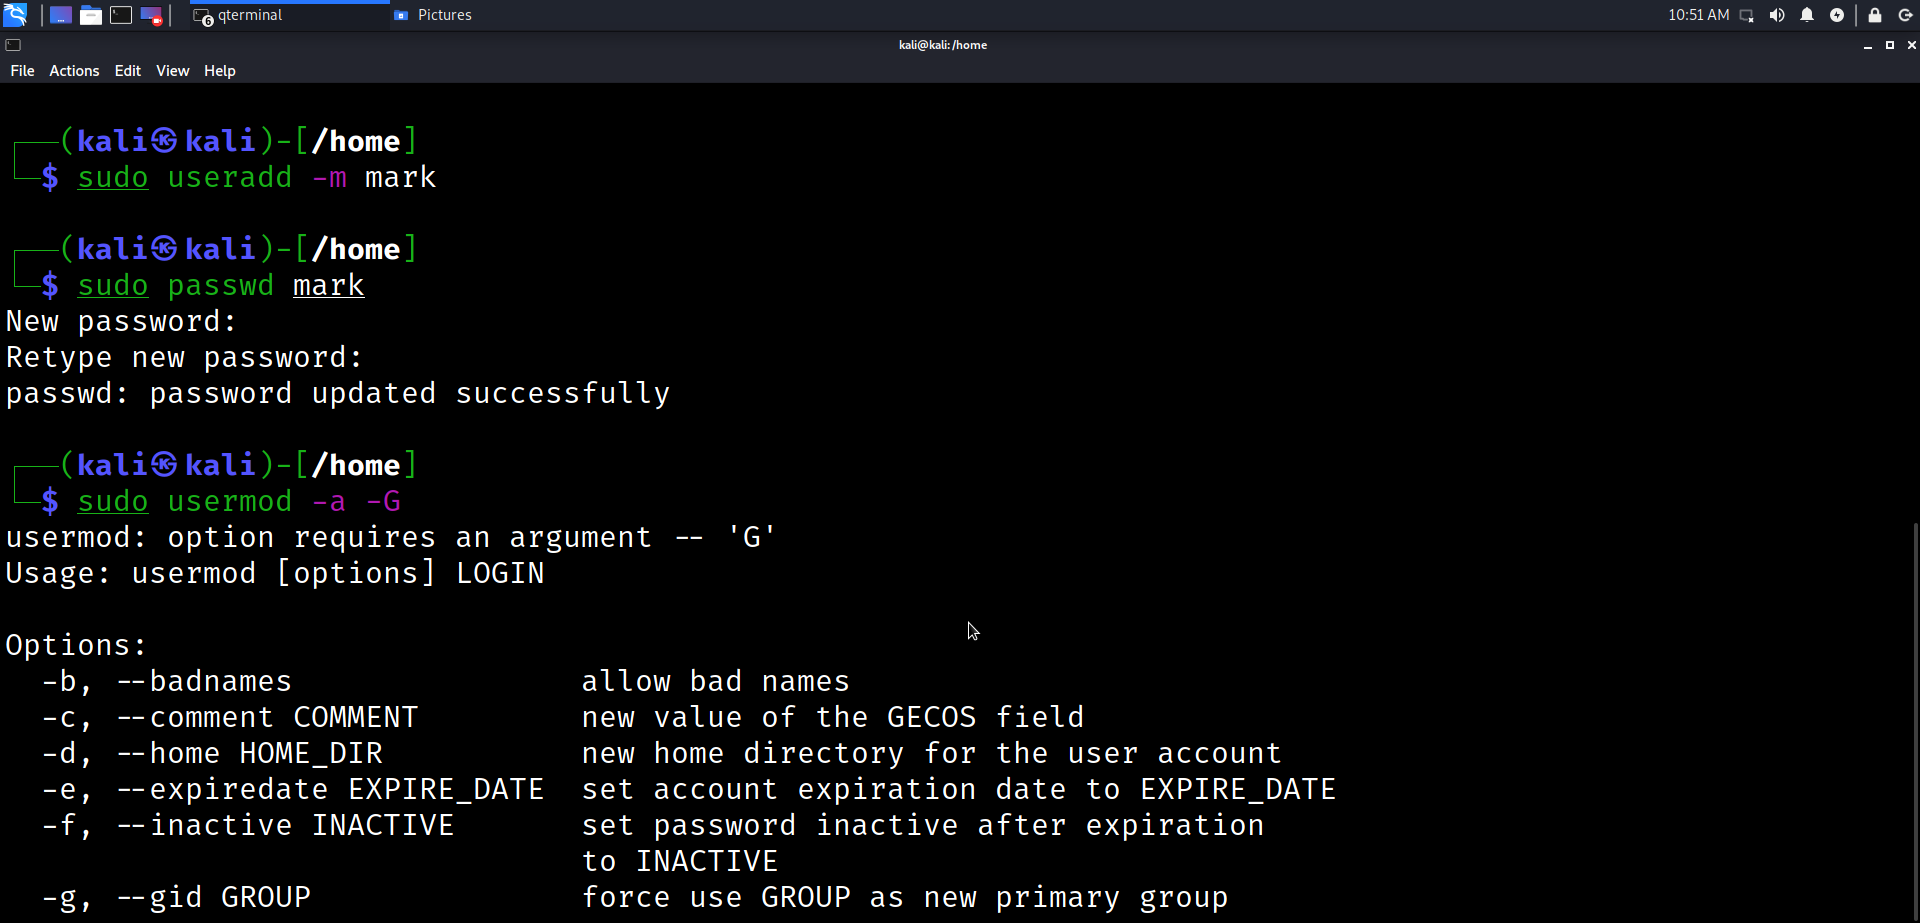 qterminal
Pictures
10:51 AM
kali@kali: /home
File Actions Edit View Help
(kali㉿kali)-[/home]
$ sudo useradd -m mark
(kali㉿kali)-[/home]
$ sudo passwd mark
New password:
Retype new password:
passwd: password updated successfully
(kali㉿kali)-[/home]
$ sudo usermod -a -G
usermod: option requires an argument -- 'G'
Usage: usermod [options] LOGIN
Options:
-b, --badnames allow bad names
-c, --comment COMMENT new value of the GECOS field
-d, --home HOME_DIR new home directory for the user account
-e, --expiredate EXPIRE_DATE set account expiration date to EXPIRE_DATE
-f, --inactive INACTIVE set password inactive after expiration
to INACTIVE
-g, --gid GROUP force use GROUP as new primary group